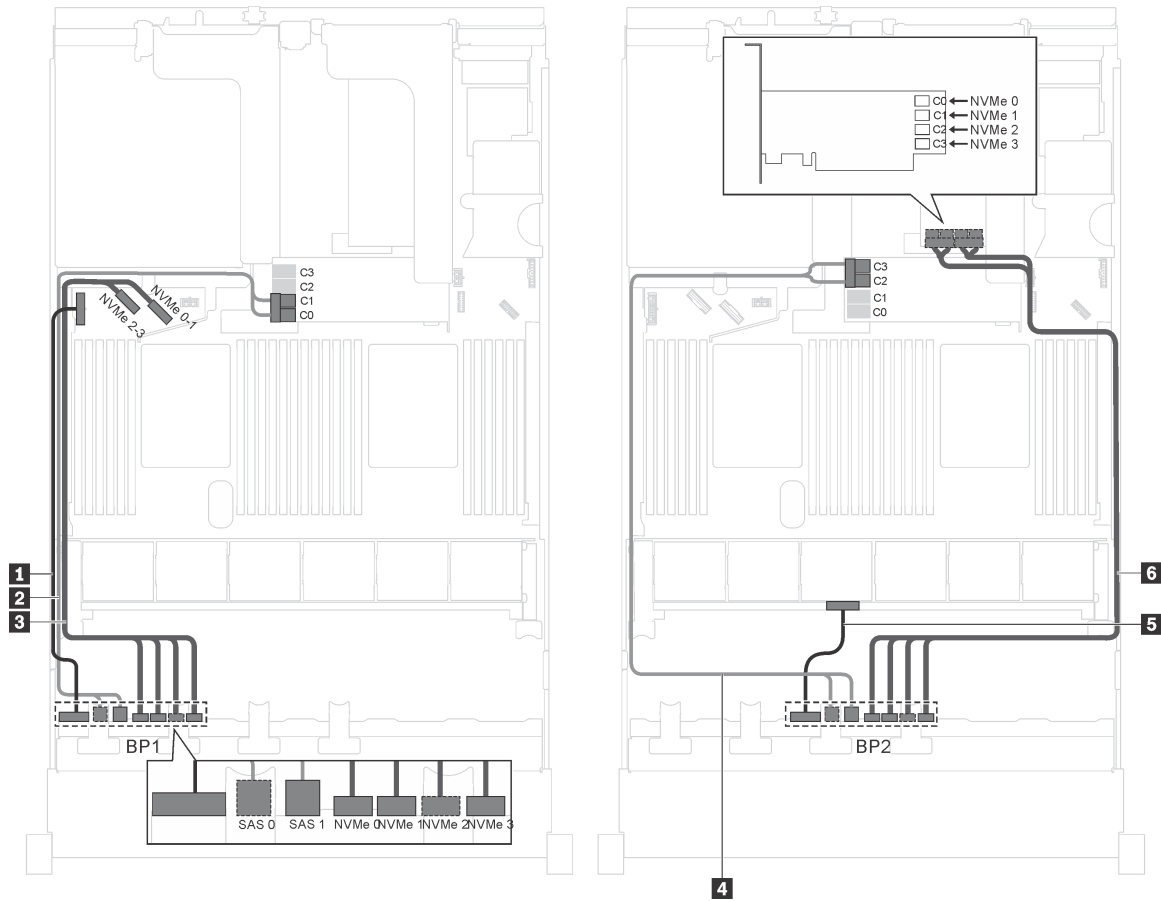 C0 NVMe 0
C1 NVMe 1
C2 NVMe 2
C3 NVMe 3
C3
C2
C1
C0
NVMe 2-3
NVMe 0-1
C3
C2
C1
C0
1
2
3
6
5
BP1
BP2
SAS 0
SAS 1
NVMe 0
NVMe 1
NVMe 2
NVMe 3
4